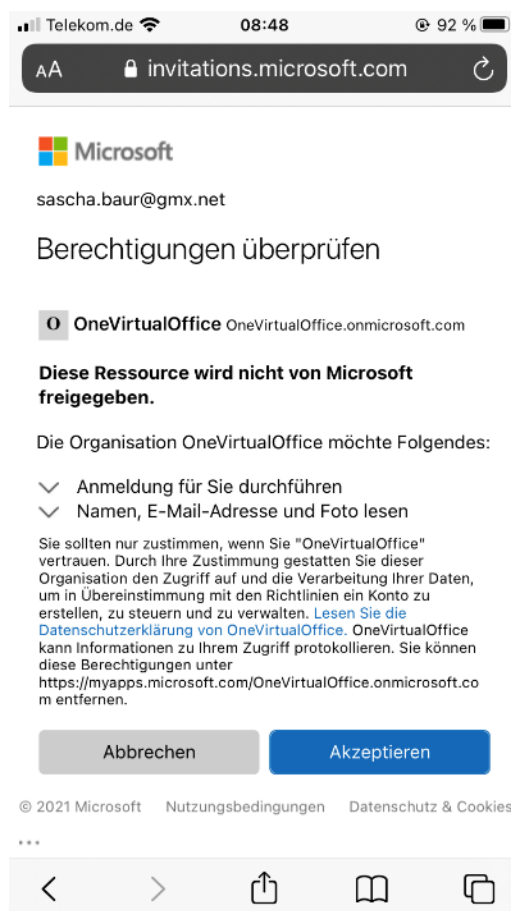 Telekom.de 08:48 92 %
AA invitations.microsoft.com
Microsoft
sascha.baur@gmx.net
Berechtigungen überprüfen
O OneVirtualOffice OneVirtualOffice.onmicrosoft.com
Diese Ressource wird nicht von Microsoft
freigegeben.
Die Organisation OneVirtualOffice möchte Folgendes:
Anmeldung für Sie durchführen
Namen, E-Mail-Adresse und Foto lesen
Sie sollten nur zustimmen, wenn Sie "OneVirtualOffice"
vertrauen. Durch Ihre Zustimmung gestatten Sie dieser
Organisation den Zugriff auf und die Verarbeitung Ihrer Daten,
um in Übereinstimmung mit den Richtlinien ein Konto zu
erstellen, zu steuern und zu verwalten. Lesen Sie die
Datenschutzerklärung von OneVirtualOffice. OneVirtualOffice
kann Informationen zu Ihrem Zugriff protokollieren. Sie können
diese Berechtigungen unter
https://myapps.microsoft.com/OneVirtualOffice.onmicrosoft.co
m entfernen.
Abbrechen Akzeptieren
© 2021 Microsoft Nutzungsbedingungen Datenschutz & Cookies
...